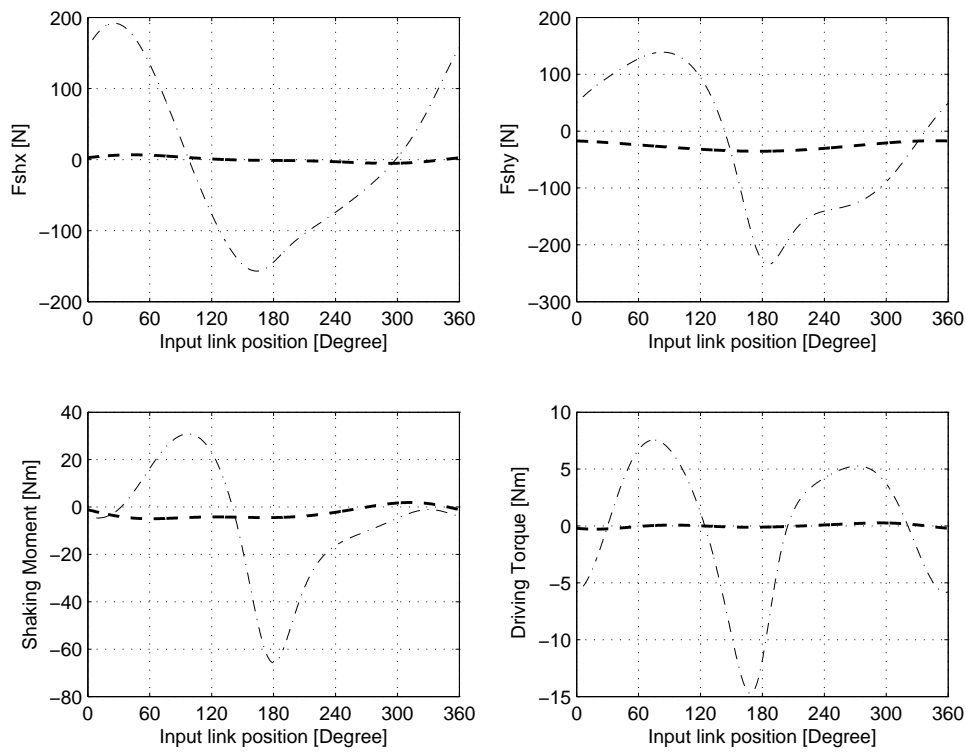 200
100
0
−100
−200
Fshx [N]
0 60 120 180 240 300 360
Input link position [Degree]
200
100
0
−100
−200
−300
Fshy [N]
0 60 120 180 240 300 360
Input link position [Degree]
40
20
0
−20
−40
−60
−80
Shaking Moment [Nm]
0 60 120 180 240 300 360
Input link position [Degree]
10
5
0
−5
−10
−15
Driving Torque [Nm]
0 60 120 180 240 300 360
Input link position [Degree]